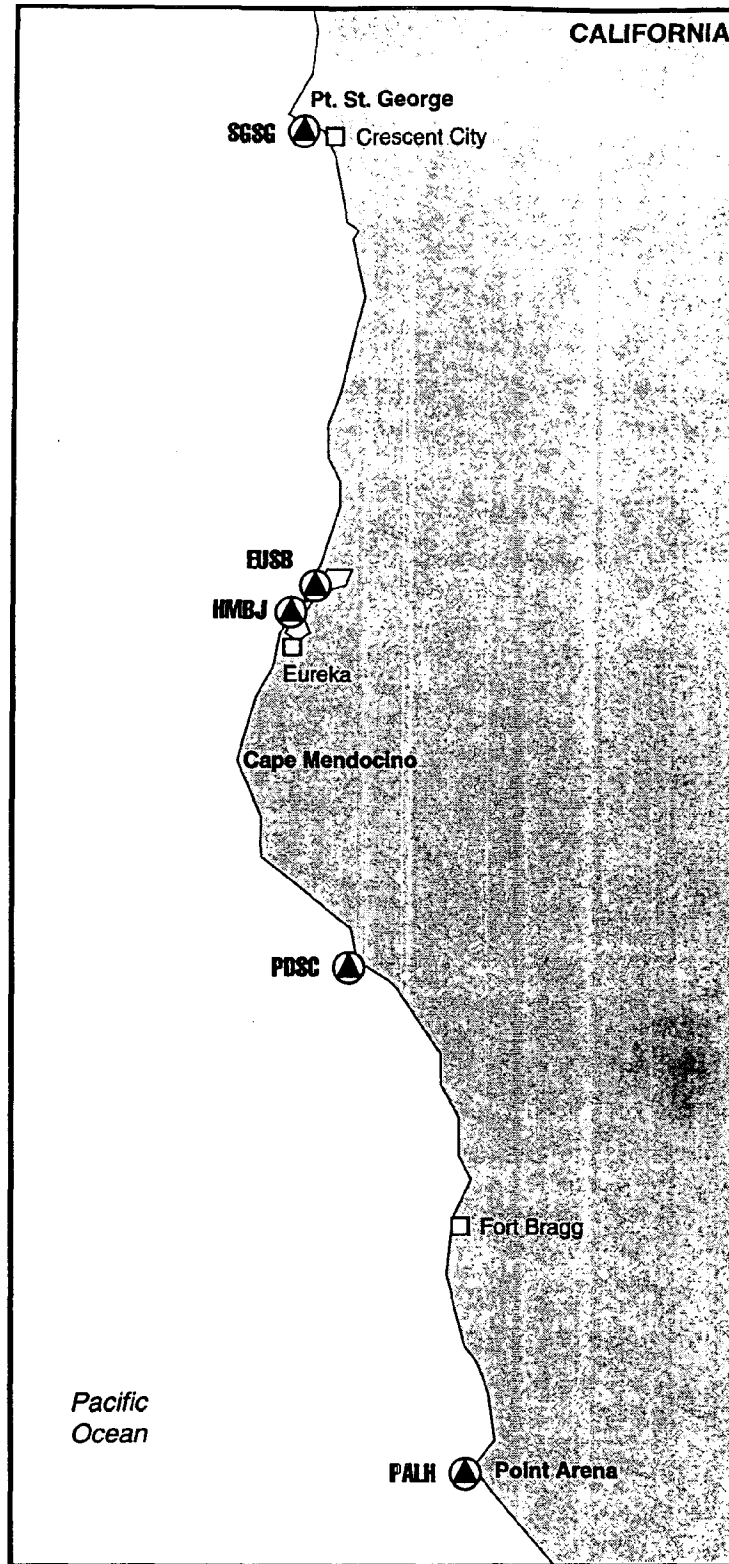 CALIFORNIA
Pt. St. George
SGSG
Crescent City
EUSB
HMBJ
Eureka
Cape Mendocino
PDSC
Fort Bragg
Pacific
Ocean
PALH
Point Arena